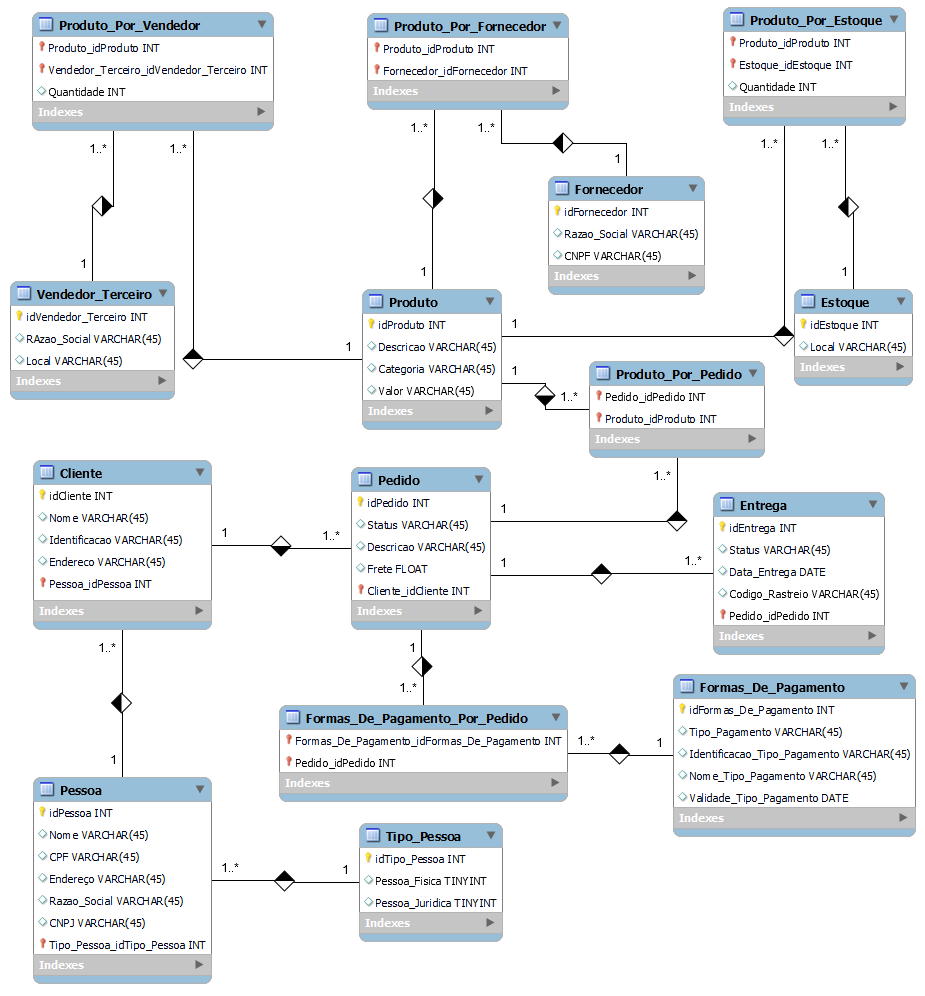 Produto_Por_Vendedor
Produto_idProduto INT
Vendedor_Terceiro_idVendedor_Terceiro INT
Quantidade INT
Indexes
Produto_Por_Fornecedor
Produto_idProduto INT
Fornecedor_idFornecedor INT
Indexes
Produto_Por_Estoque
Produto_idProduto INT
Estoque_idEstoque INT
Quantidade INT
Indexes
1..*
1..*
1..*
1..*
1..*
1..*
1
Fornecedor
idFornecedor INT
Razao_Social VARCHAR(45)
CNPF VARCHAR(45)
Indexes
1
1
1
Vendedor_Terceiro
idVendedor_Terceiro INT
RAzao_Social VARCHAR(45)
Local VARCHAR(45)
Indexes
Produto
idProduto INT
Descricao VARCHAR(45)
Categoria VARCHAR(45)
Valor VARCHAR(45)
Indexes
Estoque
idEstoque INT
Local VARCHAR(45)
Indexes
1
1
1
1..*
Produto_Por_Pedido
Pedido_idPedido INT
Produto_idProduto INT
Indexes
1..*
Cliente
idCliente INT
Nome VARCHAR(45)
Identificacao VARCHAR(45)
Endereco VARCHAR(45)
Pessoa_idPessoa INT
Indexes
1
1..*
Pedido
idPedido INT
Status VARCHAR(45)
Descricao VARCHAR(45)
Frete FLOAT
Cliente_idCliente INT
Indexes
1
1
1..*
Entrega
idEntrega INT
Status VARCHAR(45)
Data_Entrega DATE
Codigo_Rastreio VARCHAR(45)
Pedido_idPedido INT
Indexes
1..*
1
1
1..*
Formas_De_Pagamento_Por_Pedido
Formas_De_Pagamento_idFormas_De_Pagamento INT
Pedido_idPedido INT
Indexes
1..*
1
Formas_De_Pagamento
idFormas_De_Pagamento INT
Tipo_Pagamento VARCHAR(45)
Identificacao_Tipo_Pagamento VARCHAR(45)
Nome_Tipo_Pagamento VARCHAR(45)
Validade_Tipo_Pagamento DATE
Indexes
Pessoa
idPessoa INT
Nome VARCHAR(45)
CPF VARCHAR(45)
Endereço VARCHAR(45)
Razao_Social VARCHAR(45)
CNPJ VARCHAR(45)
Tipo_Pessoa_idTipo_Pessoa INT
Indexes
1..*
1
Tipo_Pessoa
idTipo_Pessoa INT
Pessoa_Fisica TINYINT
Pessoa_Juridica TINYINT
Indexes